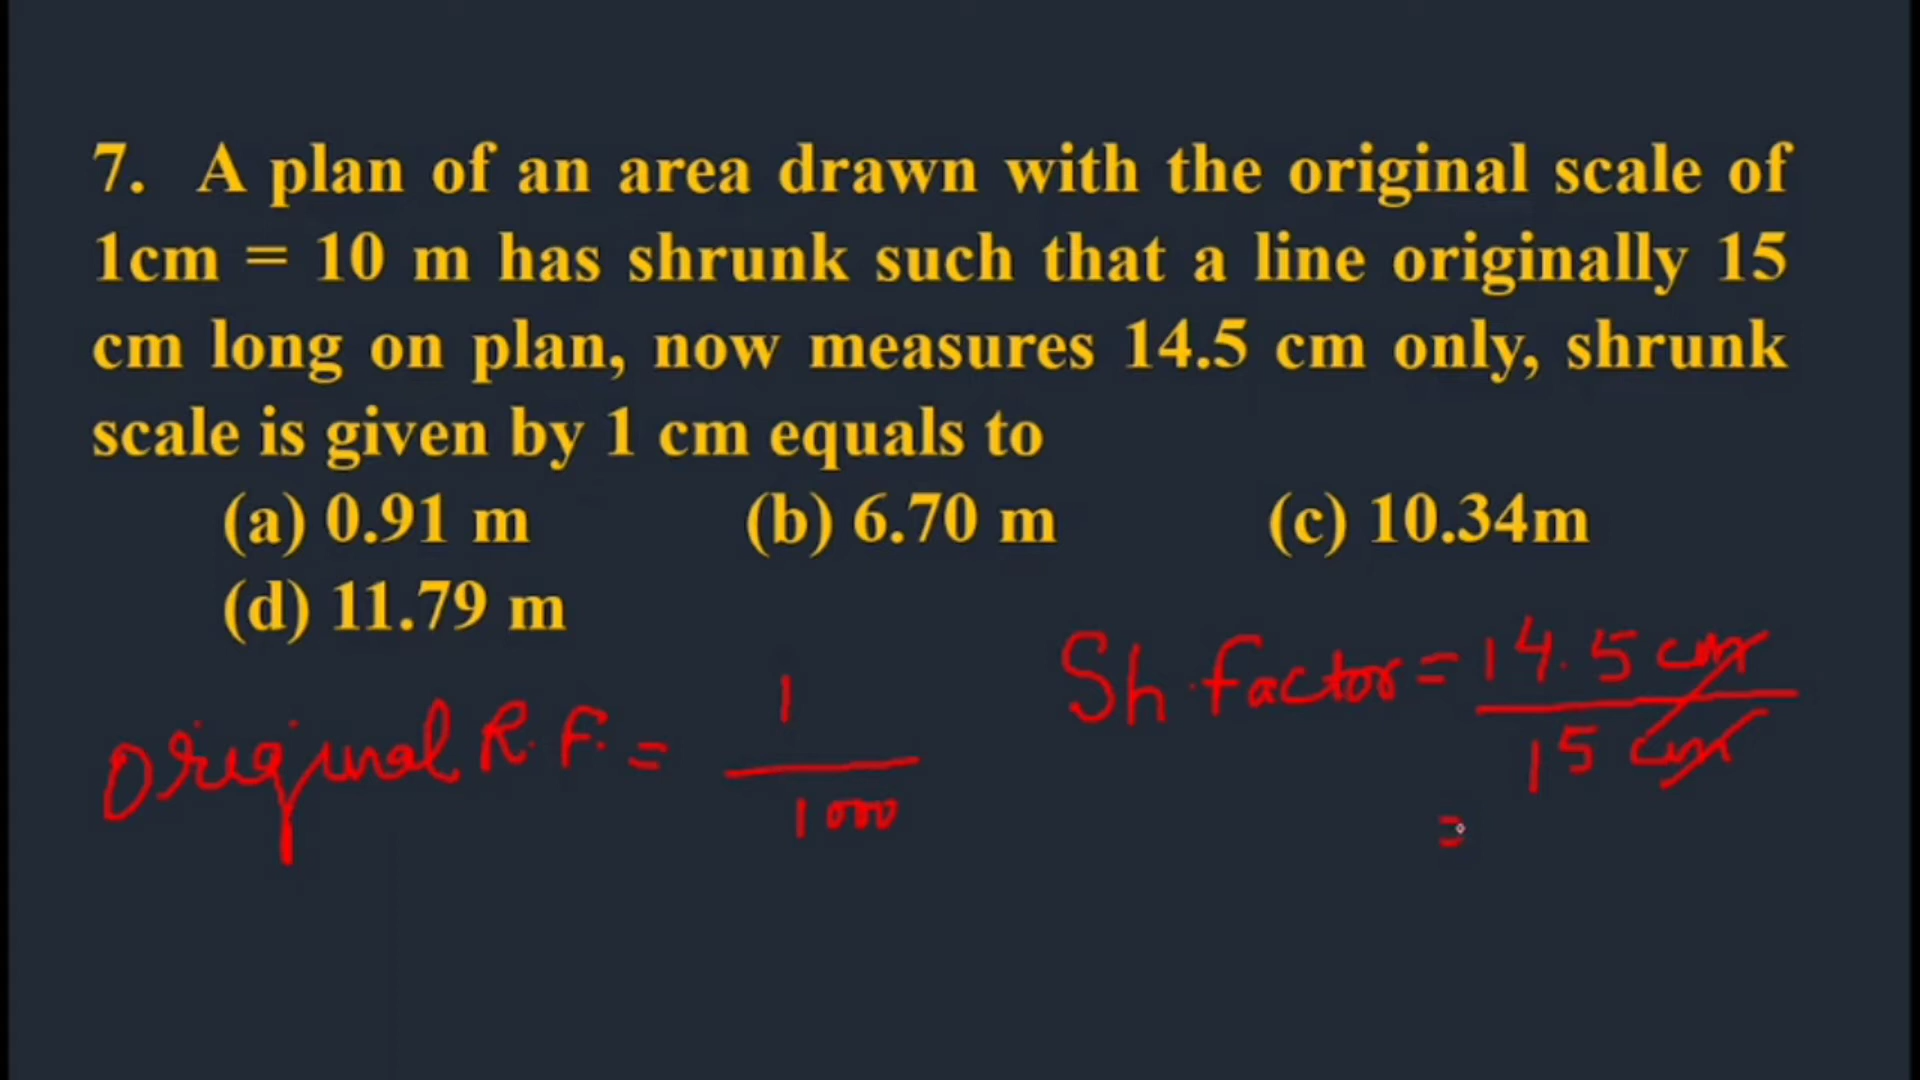 7. A plan of an area drawn with the original scale of
1cm = 10 m has shrunk such that a line originally 15
cm long on plan, now measures 14.5 cm only, shrunk
scale is given by 1 cm equals to
(a) 0.91 m (b) 6.70 m (c) 10.34m
(d) 11.79 m
Original R.F. = 1/1000
Sh.factor = 14.5 cm/15 cm
=